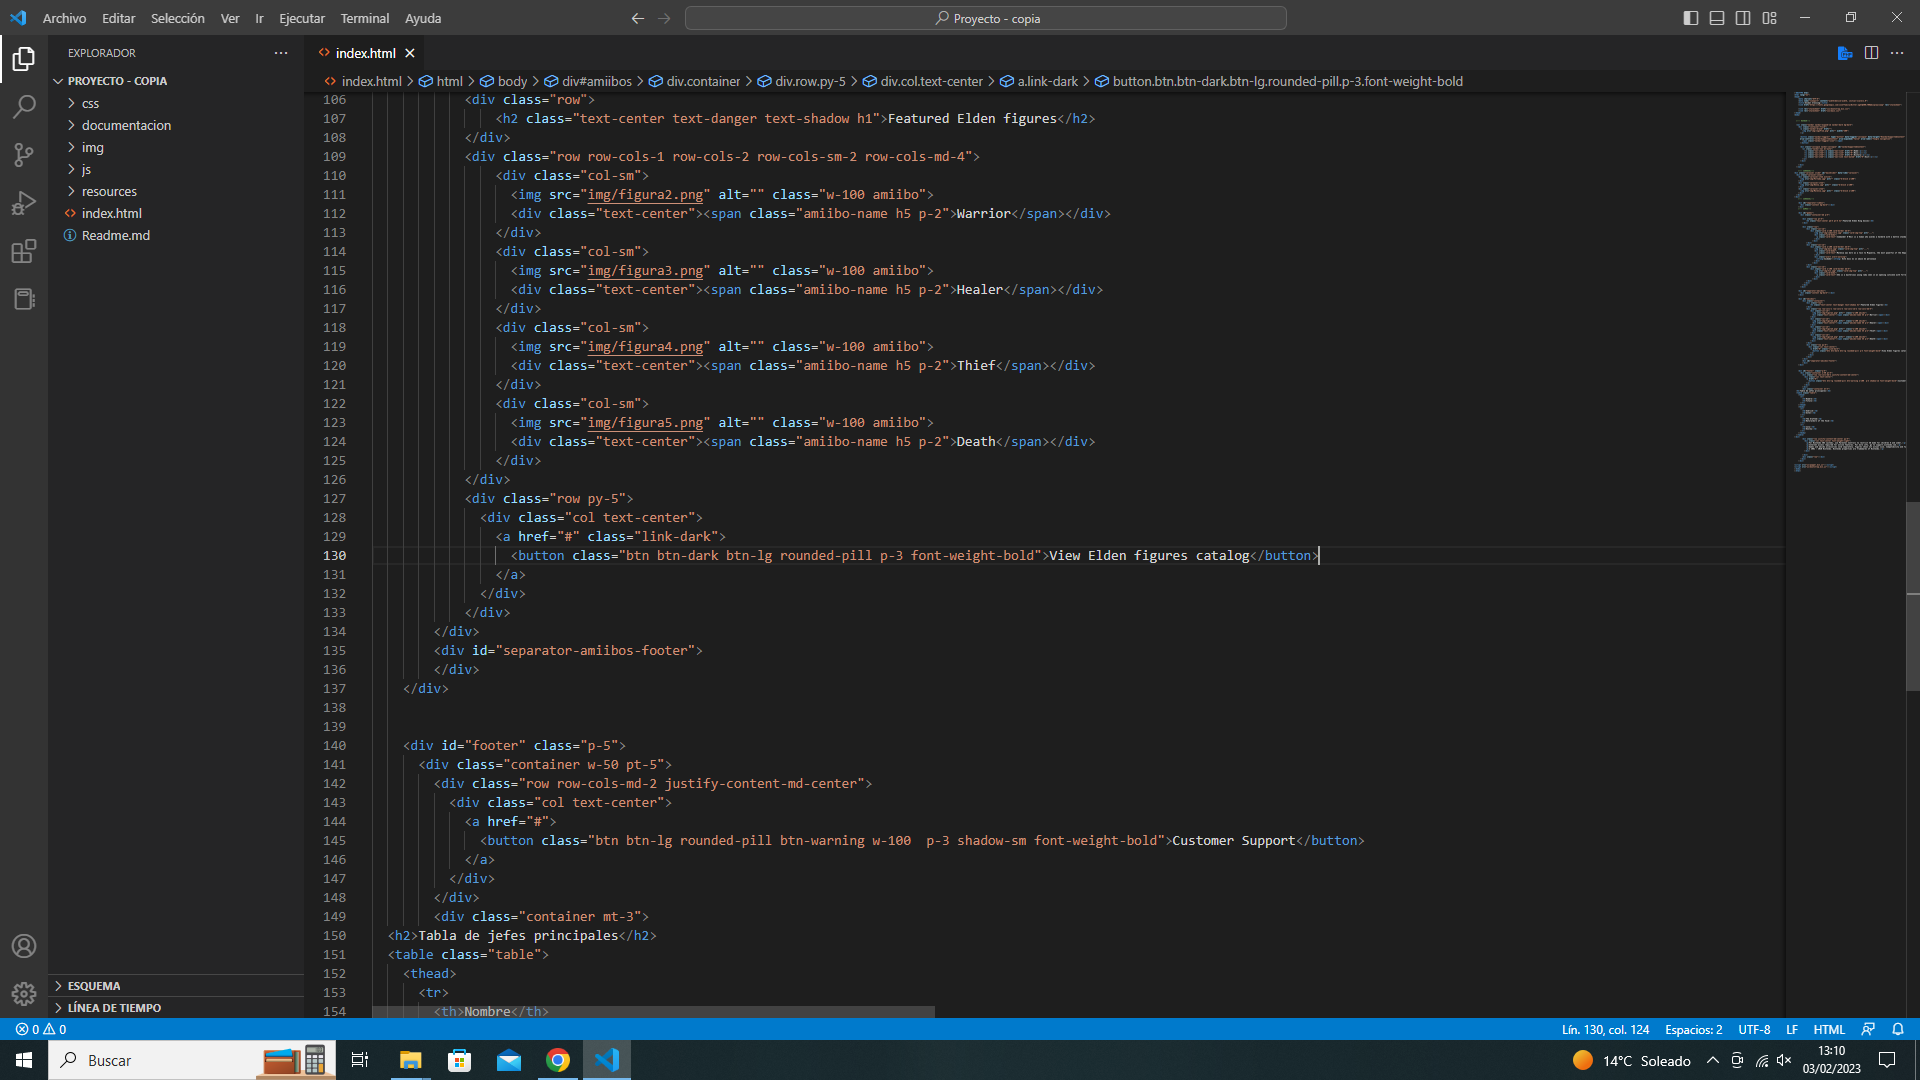 Archivo Editar Selección Ver Ir Ejecutar Terminal Ayuda
Proyecto - copia
EXPLORADOR
index.html
PROYECTO - COPIA
css
documentacion
img
js
resources
index.html
Readme.md
ESQUEMA
LÍNEA DE TIEMPO
index.html > html > body > div#amiibos > div.container > div.row.py-5 > div.col.text-center > a.link-dark > button.btn.btn-dark.btn-lg.rounded-pill.p-3.font-weight-bold
106 <div class="row">
107 <h2 class="text-center text-danger text-shadow h1">Featured Elden figures</h2>
108 </div>
109 <div class="row row-cols-1 row-cols-2 row-cols-sm-2 row-cols-md-4">
110 <div class="col-sm">
111 <img src="img/figura2.png" alt="" class="w-100 amiibo">
112 <div class="text-center"><span class="amiibo-name h5 p-2">Warrior</span></div>
113 </div>
114 <div class="col-sm">
115 <img src="img/figura3.png" alt="" class="w-100 amiibo">
116 <div class="text-center"><span class="amiibo-name h5 p-2">Healer</span></div>
117 </div>
118 <div class="col-sm">
119 <img src="img/figura4.png" alt="" class="w-100 amiibo">
120 <div class="text-center"><span class="amiibo-name h5 p-2">Thief</span></div>
121 </div>
122 <div class="col-sm">
123 <img src="img/figura5.png" alt="" class="w-100 amiibo">
124 <div class="text-center"><span class="amiibo-name h5 p-2">Death</span></div>
125 </div>
126 </div>
127 <div class="row py-5">
128 <div class="col text-center">
129 <a href="#" class="link-dark">
130 <button class="btn btn-dark btn-lg rounded-pill p-3 font-weight-bold">View Elden figures catalog</button>
131 </a>
132 </div>
133 </div>
134 </div>
135 <div id="separator-amiibos-footer">
136 </div>
137 </div>
138
139
140 <div id="footer" class="p-5">
141 <div class="container w-50 pt-5">
142 <div class="row row-cols-md-2 justify-content-md-center">
143 <div class="col text-center">
144 <a href="#">
145 <button class="btn btn-lg rounded-pill btn-warning w-100  p-3 shadow-sm font-weight-bold">Customer Support</button>
146 </a>
147 </div>
148 </div>
149 <div class="container mt-3">
150 <h2>Tabla de jefes principales</h2>
151 <table class="table">
152 <thead>
153 <tr>
154 <th>Nombre</th>
0 0
Lín. 130, col. 124 Espacios: 2 UTF-8 LF HTML
Buscar
14°C Soleado
13:10
03/02/2023